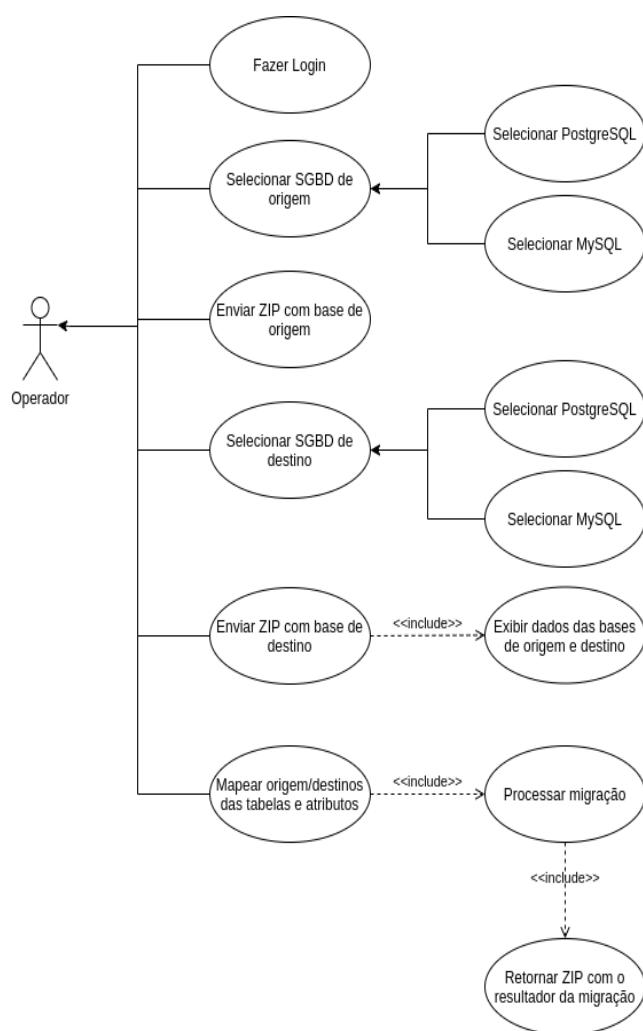 Fazer Login
Selecionar PostgreSQL
Selecionar SGBD de
origem
Selecionar MySQL
Enviar ZIP com base de
origem
Operador
Selecionar PostgreSQL
Selecionar SGBD de
destino
Selecionar MySQL
Enviar ZIP com base de
destino
<<include>>
Exibir dados das bases
de origem e destino
Mapear origem/destinos
das tabelas e atributos
<<include>>
Processar migração
<<include>>
Retornar ZIP com o
resultador da migração